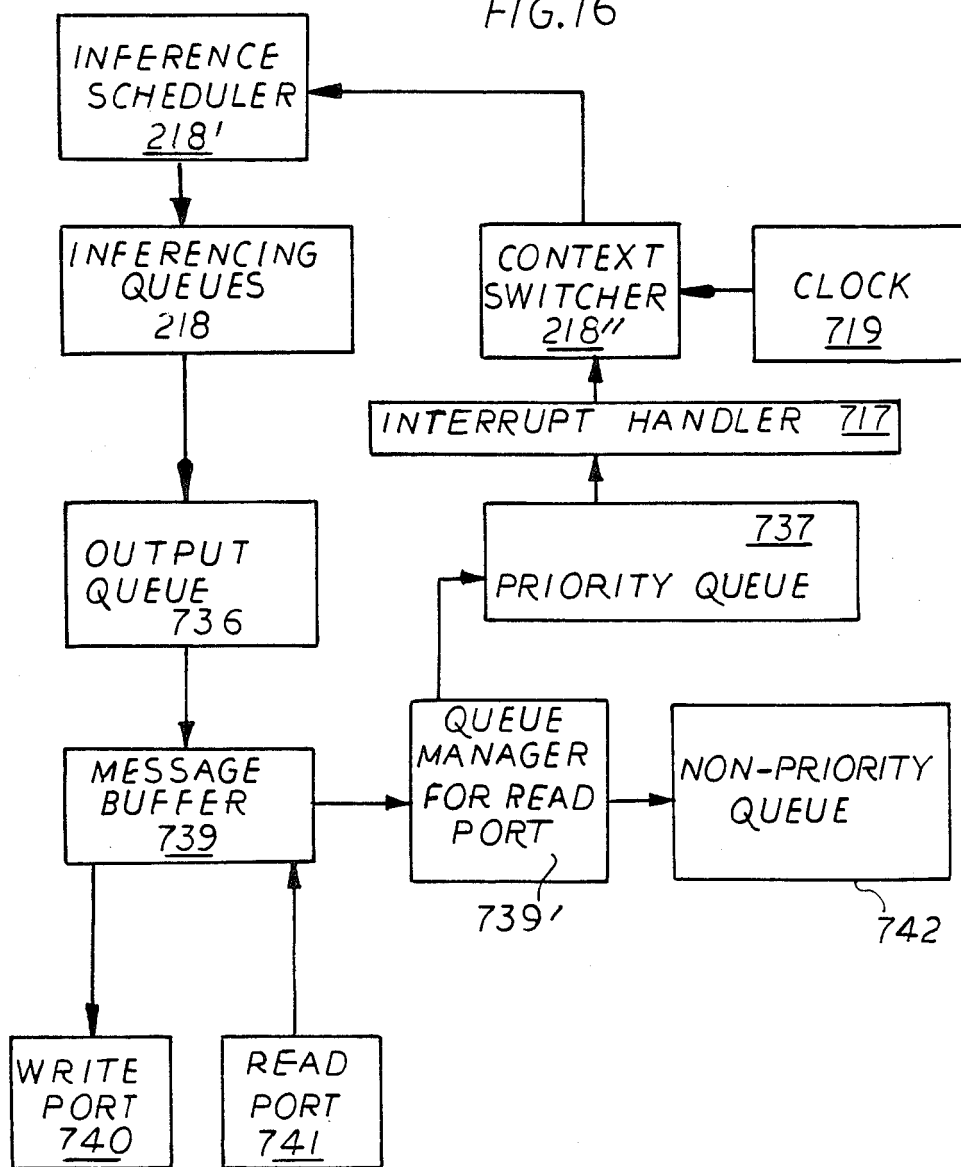 FIG.16
INFERENCE
SCHEDULER
218'
INFERENCING
QUEUES
218
CONTEXT
SWITCHER
218"
CLOCK
719
INTERRUPT HANDLER 717
OUTPUT
QUEUE
736
737
PRIORITY QUEUE
MESSAGE
BUFFER
739
QUEUE
MANAGER
FOR READ
PORT
739'
NON-PRIORITY
QUEUE
742
WRITE
PORT
740
READ
PORT
741